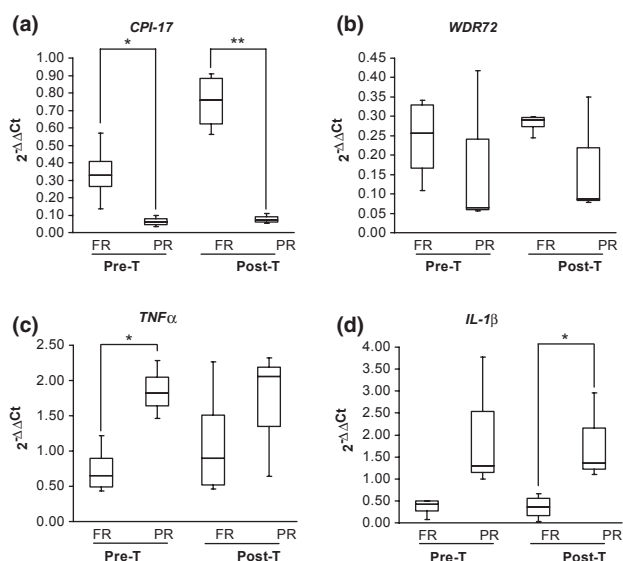 (a)
CPI-17
1.00
0.90
0.80
0.70
0.60
0.50
0.40
0.30
0.20
0.10
0.00
2-ΔΔCt
*
**
FR PR FR PR
Pre-T Post-T
(b)
WDR72
0.45
0.40
0.35
0.30
0.25
0.20
0.15
0.10
0.05
0.00
2-ΔΔCt
FR PR FR PR
Pre-T Post-T
(c)
TNFα
2.50
2.00
1.50
1.00
0.50
0.00
2-ΔΔCt
*
FR PR FR PR
Pre-T Post-T
(d)
IL-1β
4.00
3.50
3.00
2.50
2.00
1.50
1.00
0.50
0.00
2-ΔΔCt
*
FR PR FR PR
Pre-T Post-T